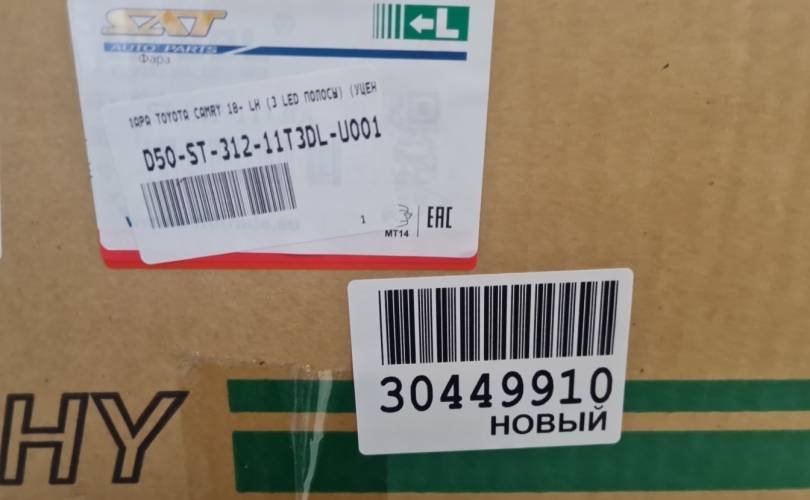 SAT
L
AUTO PARTS
Фара
ФАРА TOYOTA CAMRY 18- LH (3 LED ПОЛОСЫ) (УЦЕН
D50-ST-312-11T3DL-U001
1
MT14
EAC
30449910
НОВЫЙ
HY